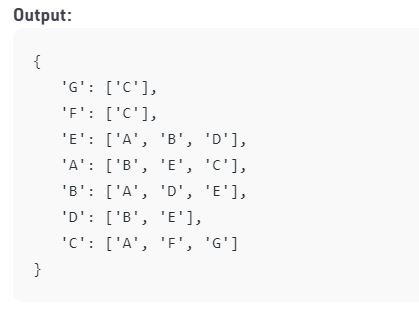 Output:
{
'G': ['C'],
'F': ['C'],
'E': ['A', 'B', 'D'],
'A': ['B', 'E', 'C'],
'B': ['A', 'D', 'E'],
'D': ['B', 'E'],
'C': ['A', 'F', 'G']
}